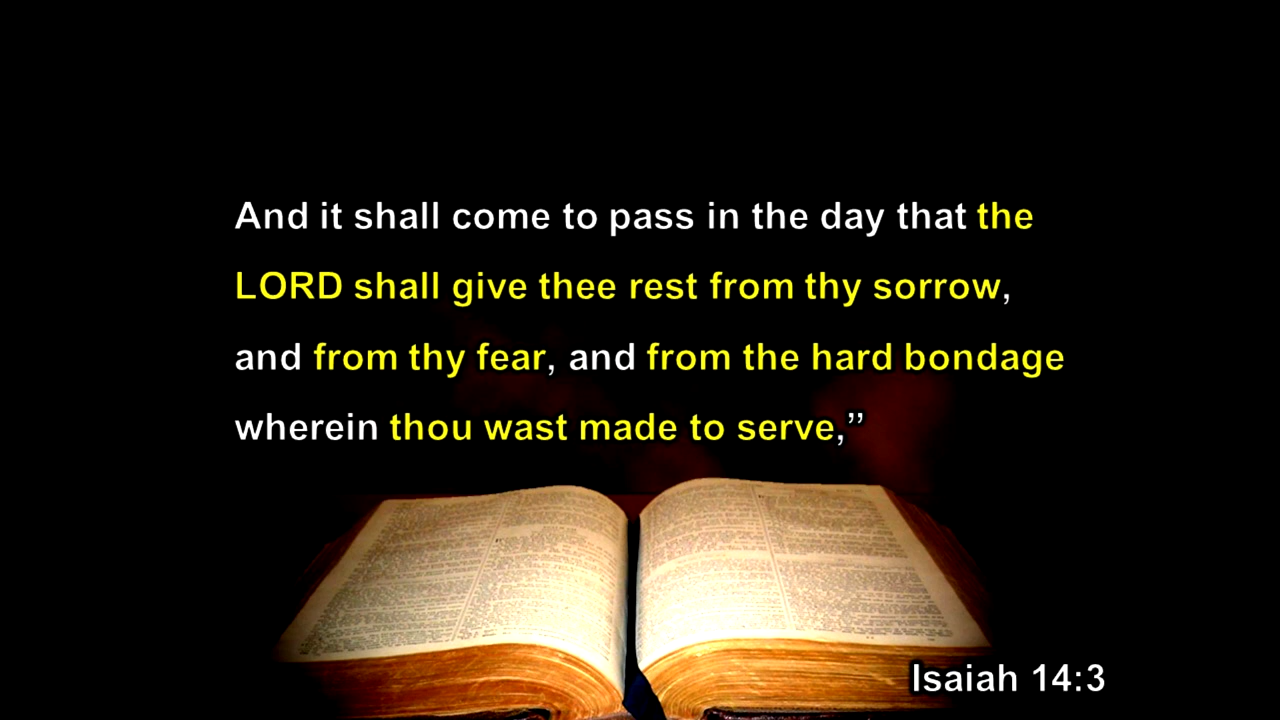 And it shall come to pass in the day that the
LORD shall give thee rest from thy sorrow,
and from thy fear, and from the hard bondage
wherein thou wast made to serve,”
Isaiah 14:3